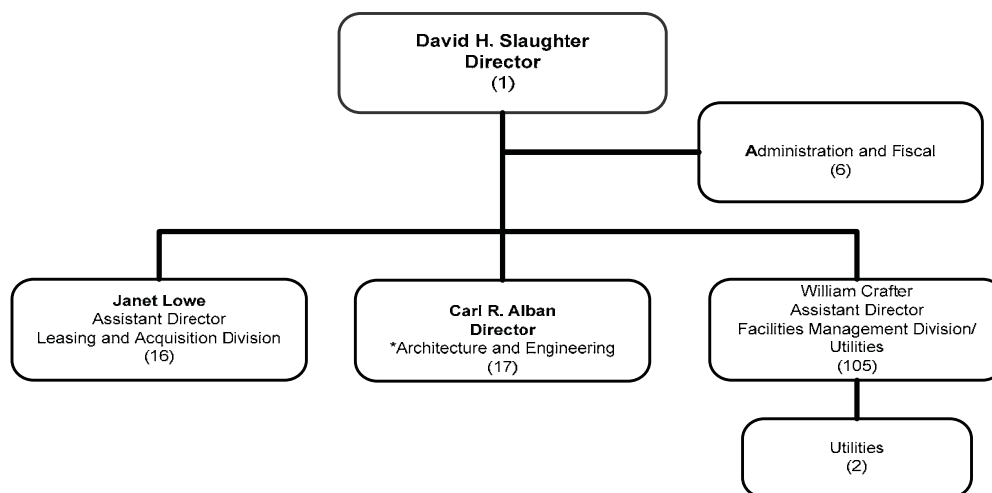 David H. Slaughter
Director
(1)
Administration and Fiscal
(6)
Janet Lowe
Assistant Director
Leasing and Acquisition Division
(16)
Carl R. Alban
Director
*Architecture and Engineering
(17)
William Crafter
Assistant Director
Facilities Management Division/
Utilities
(105)
Utilities
(2)